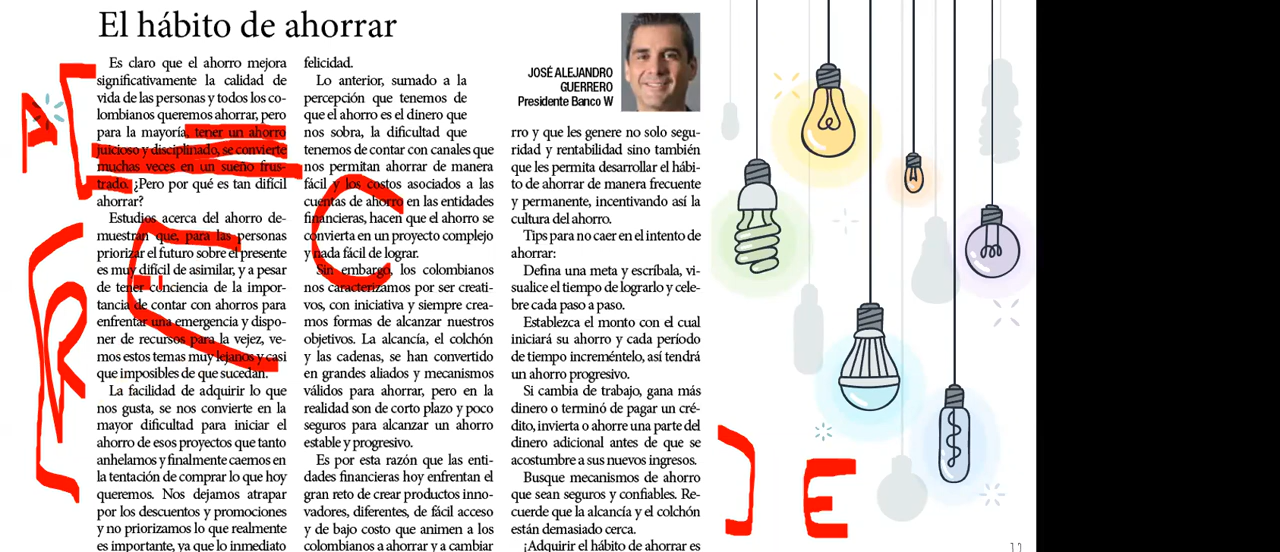 El hábito de ahorrar
Es claro que el ahorro mejora
significativamente la calidad de
vida de las personas y todos los co-
lombianos queremos ahorrar, pero
para la mayoría, tener un ahorro
juicioso y disciplinado, se convierte
muchas veces en un sueño frus-
trado. ¿Pero por qué es tan difícil
ahorrar?
Estudios acerca del ahorro de-
muestran que, para las personas
priorizar el futuro sobre el presente
es muy difícil de asimilar, y a pesar
de tener conciencia de la impor-
tancia de contar con ahorros para
enfrentar una emergencia y dispo-
ner de recursos para la vejez, ve-
mos estos temas muy lejanos y casi
que imposibles de que sucedan.
La facilidad de adquirir lo que
nos gusta, se nos convierte en la
mayor dificultad para iniciar el
ahorro de esos proyectos que tanto
anhelamos y finalmente caemos en
la tentación de comprar lo que hoy
queremos. Nos dejamos atrapar
por los descuentos y promociones
y no priorizamos lo que realmente
es importante, ya que lo inmediato
felicidad.
Lo anterior, sumado a la
percepción que tenemos de
que el ahorro es el dinero que
nos sobra, la dificultad que
tenemos de contar con canales que
nos permitan ahorrar de manera
fácil y los costos asociados a las
cuentas de ahorro en las entidades
financieras, hacen que el ahorro se
convierta en un proyecto complejo
y nada fácil de lograr.
Sin embargo, los colombianos
nos caracterizamos por ser creati-
vos, con iniciativa y siempre crea-
mos formas de alcanzar nuestros
objetivos. La alcancía, el colchón
y las cadenas, se han convertido
en grandes aliados y mecanismos
válidos para ahorrar, pero en la
realidad son de corto plazo y poco
seguros para alcanzar un ahorro
estable y progresivo.
Es por esta razón que las enti-
dades financieras hoy enfrentan el
gran reto de crear productos inno-
vadores, diferentes, de fácil acceso
y de bajo costo que animen a los
colombianos a ahorrar y a cambiar
JOSÉ ALEJANDRO
GUERRERO
Presidente Banco W
rro y que les genere no solo segu-
ridad y rentabilidad sino también
que les permita desarrollar el hábi-
to de ahorrar de manera frecuente
y permanente, incentivando así la
cultura del ahorro.
Tips para no caer en el intento de
ahorrar:
Defina una meta y escríbala, vi-
sualice el tiempo de lograrlo y cele-
bre cada paso a paso.
Establezca el monto con el cual
iniciará su ahorro y cada período
de tiempo increméntelo, así tendrá
un ahorro progresivo.
Si cambia de trabajo, gana más
dinero o terminó de pagar un cré-
dito, invierta o ahorre una parte del
dinero adicional antes de que se
acostumbre a sus nuevos ingresos.
Busque mecanismos de ahorro
que sean seguros y confiables. Re-
cuerde que la alcancía y el colchón
están demasiado cerca.
¡Adquirir el hábito de ahorrar es
A
R
C
E